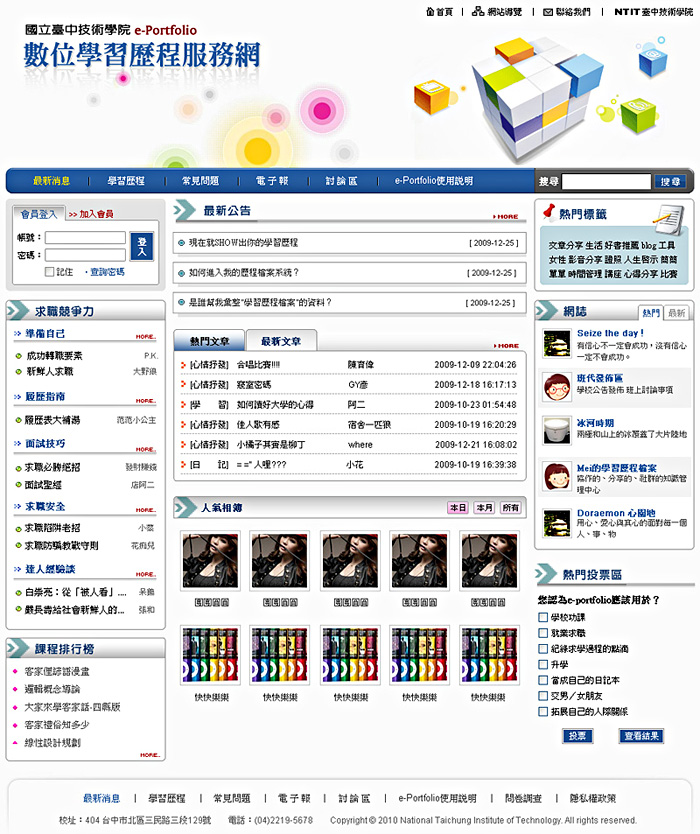 首頁 | 網站導覽 | 聯絡我們 | NTIT 臺中技術學院
國立臺中技術學院 e-Portfolio
數位學習歷程服務網
最新消息 | 學習歷程 | 常見問題 | 電子報 | 討論區 | e-Portfolio使用說明
搜尋 搜尋
會員登入 >> 加入會員
帳號：
密碼：
登入
記住 ・查詢密碼
求職競爭力
準備自己 MORE..
成功轉職要素 P.K.
新鮮人求職 大野狼
履歷指南 MORE..
履歷表大補湯 范范小公主
面試技巧 MORE..
求職必勝絕招 發財賺錢
面試聖經 店阿二
求職安全 MORE..
求職陷阱老招 小蔡
求職防騙教戰守則 花痴兒
達人經驗談 MORE..
白崇亮：從「被人看」.... 呆鵝
嚴長壽給社會新鮮人的... 張和
課程排行榜
客家俚諺語漫畫
邏輯概念導論
大家來學客家話-四縣版
客家禮俗知多少
線性設計規劃
MORE..
最新公告
MORE
現在就SHOW出你的學習歷程 [ 2009-12-25 ]
如何進入我的歷程檔案系統？ [ 2009-12-25 ]
是誰幫我彙整"學習歷程檔案"的資料？ [ 2009-12-25 ]
熱門文章 最新文章
MORE
[心情抒發] 合唱比賽!!!! 陳育偉 2009-12-09 22:04:26
[心情抒發] 窺密碼 GY彥 2009-12-18 16:17:13
[學 習] 如何讀好大學的心得 阿二 2009-10-23 01:54:48
[心情抒發] 佳人歌有感 宿舍一匹狼 2009-10-19 16:20:29
[心情抒發] 小橘子其實是柳丁 where 2009-12-21 16:08:02
[日 記] = =" 人哩??? 小花 2009-10-19 16:39:38
人氣相簿
本日 本月 所有
快快樂樂 快快樂樂 快快樂樂 快快樂樂 快快樂樂
熱門標籤
文章分享 生活 好書推薦 blog 工具
女性 影音分享 證照 人生啓示 簡簡
單單 時間管理 講座 心得分享 比賽
網誌
熱門 最新
Seize the day !
有信心不一定會成功，沒有信心
一定不會成功。
班代發佈區
學校公告發佈 班上討論事項
冰河時期
兩極和山上的冰層蓋了大片陸地
Mei的學習歷程檔案
協作的、分享的、社群的知識管
理中心
Doraemon 心園地
用心、愛心與真心的面對每一個
人、事、物
熱門投票區
您認為e-portfolio應該用於？
學校功課
就業求職
紀錄求學過程的點滴
升學
當成自己的日記本
交男／女朋友
拓展自己的人際關係
投票 查看結果
最新消息 | 學習歷程 | 常見問題 | 電子報 | 討論區 | e-Portfolio使用說明 | 問卷調查 | 隱私權政策
校址：404 台中市北區三民路三段129號 電話：(04)2219-5678 Copyright © 2010 National Taichung Institute of Technology. All rights reserved.